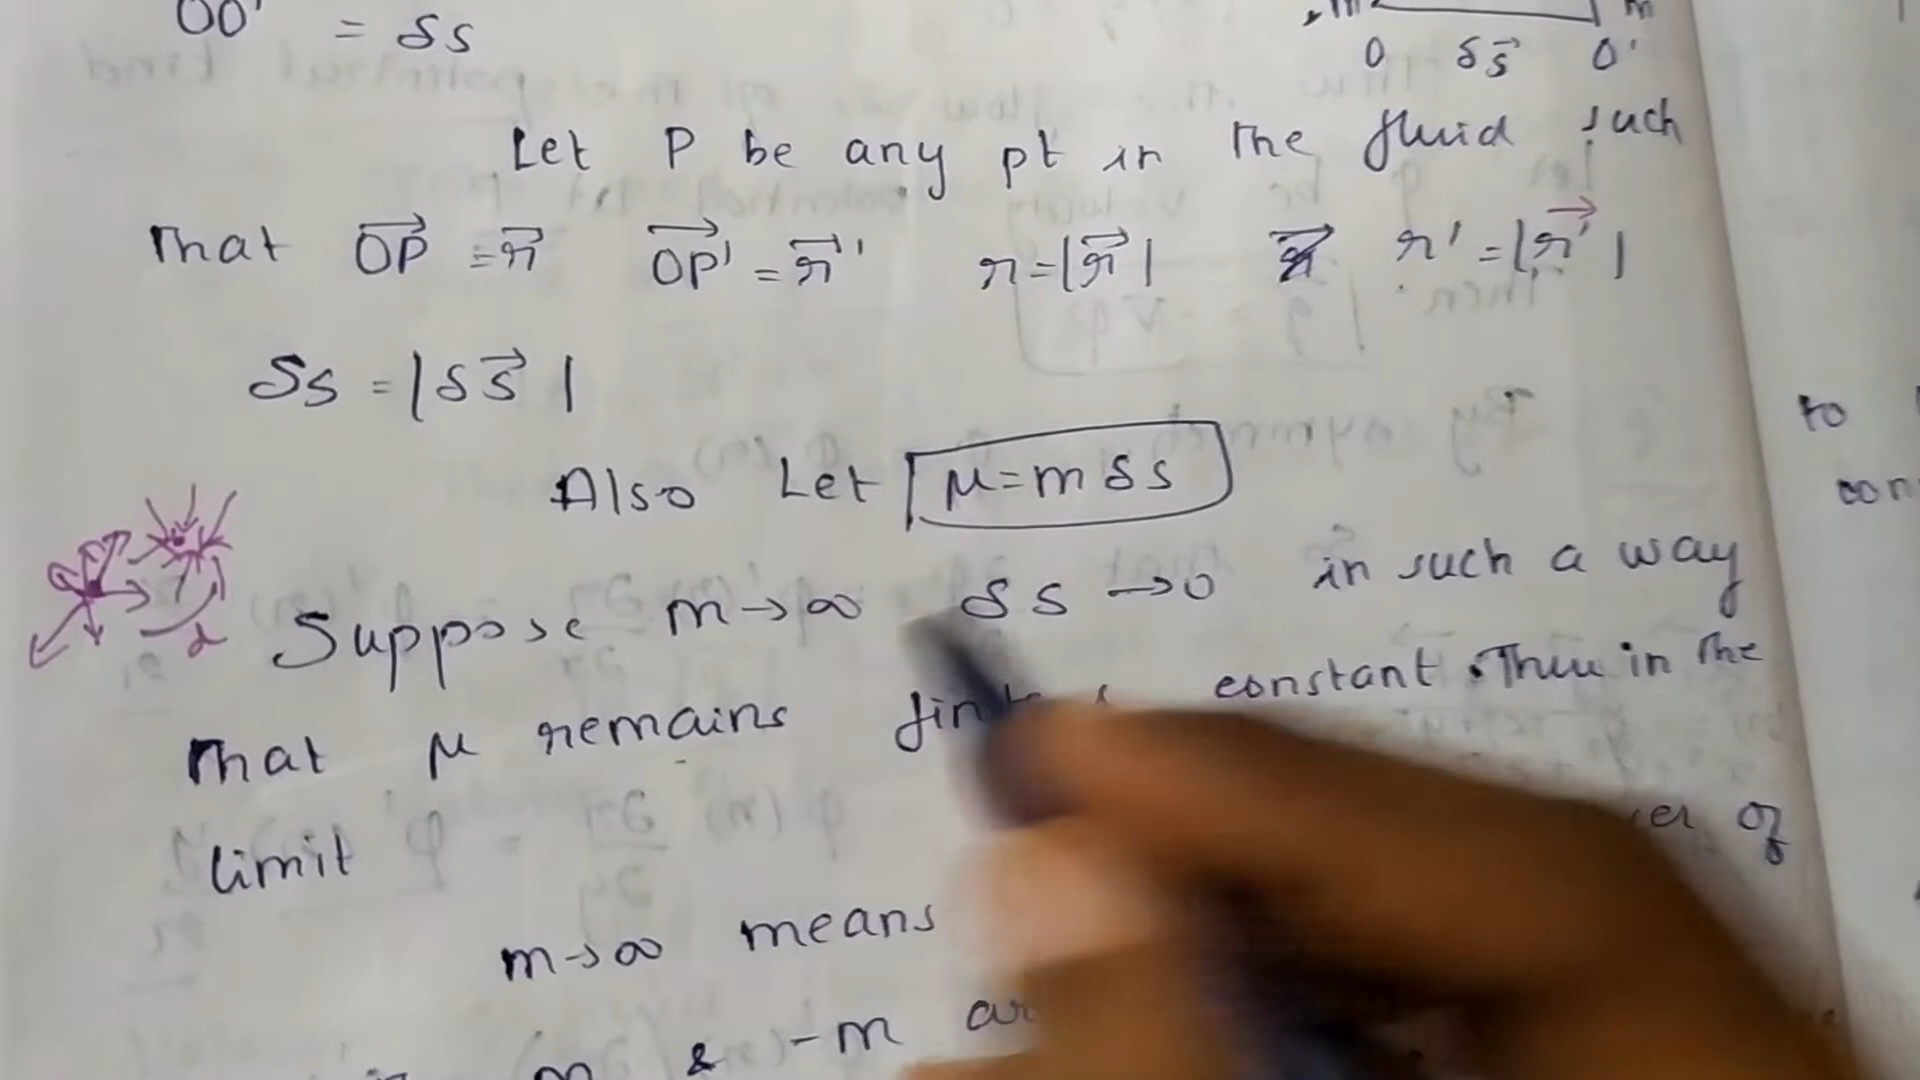 OO' = δs
O δs⃗ O'
Let P be any pt in the fluid such
that OP⃗ = r⃗ OP'⃗ = r⃗' r = |r⃗| r' = |r⃗'|
δs = |δs⃗|
Also Let μ = m δs
Suppose m → ∞ δs → 0 in such a way
that μ remains constant. Then in the
limit of
m → ∞ means
m & -m
to